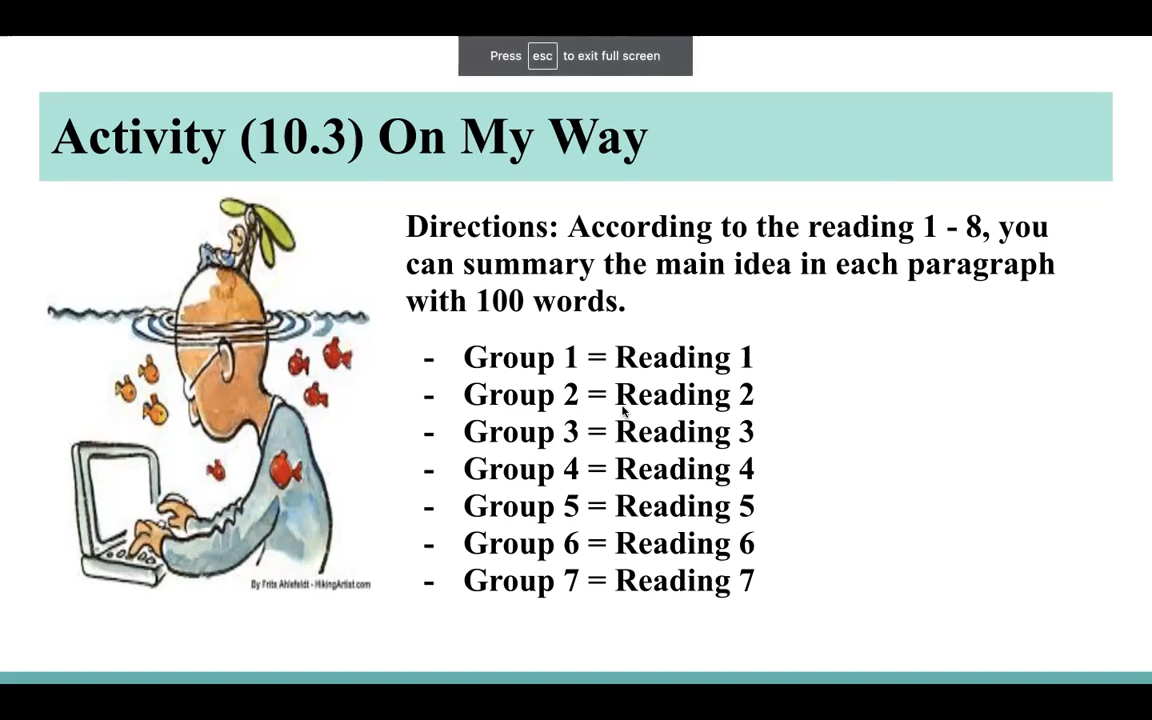 Press esc to exit full screen
Activity (10.3) On My Way
Directions: According to the reading 1 - 8, you
can summary the main idea in each paragraph
with 100 words.
- Group 1 = Reading 1
- Group 2 = Reading 2
- Group 3 = Reading 3
- Group 4 = Reading 4
- Group 5 = Reading 5
- Group 6 = Reading 6
- Group 7 = Reading 7
By Frits Ahlefeldt - HikingArtist.com